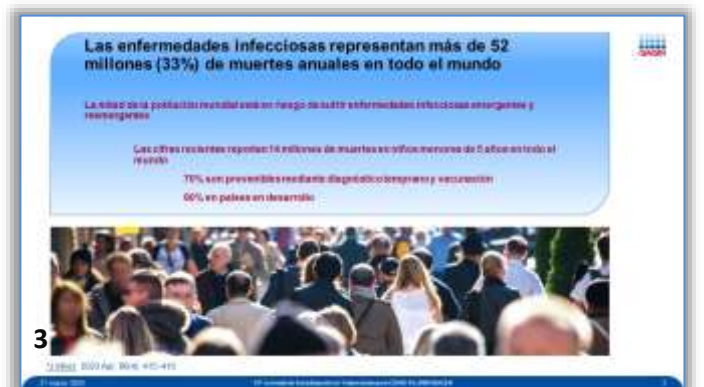 Las enfermedades infecciosas representan más de 52
millones (33%) de muertes anuales en todo el mundo
QIAGEN
La mitad de la población mundial está en riesgo de sufrir enfermedades infecciosas emergentes y
reemergentes
Las cifras recientes reportan 14 millones de muertes en niños menores de 5 años en todo el
mundo
70% son prevenibles mediante diagnóstico temprano y vacunación
90% en países en desarrollo
3